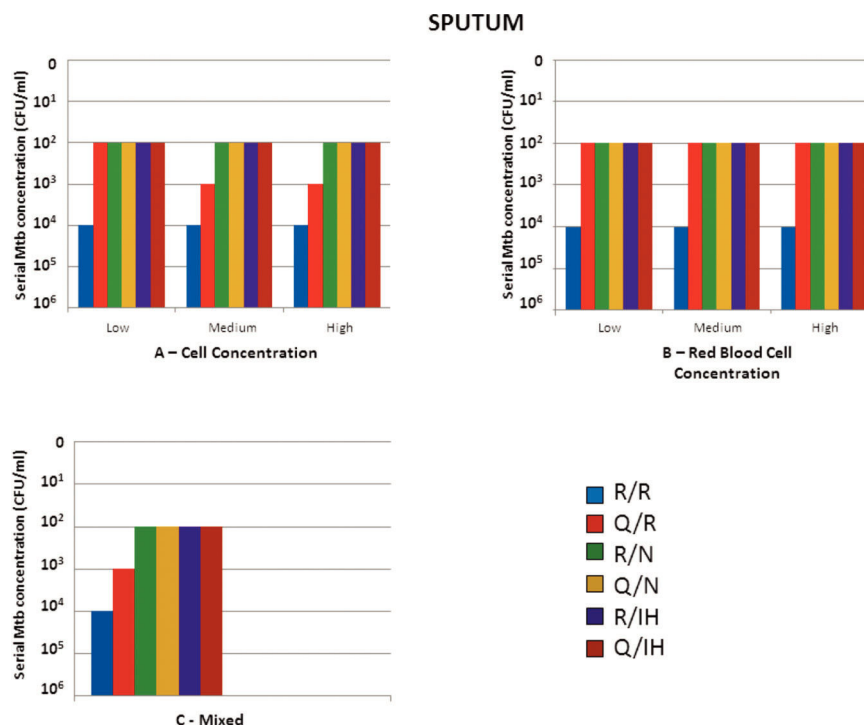 SPUTUM
Serial Mtb concentration (CFU/ml)
0
10¹
10²
10³
10⁴
10⁵
10⁶
Low
Medium
High
A – Cell Concentration
Serial Mtb concentration (CFU/ml)
0
10¹
10²
10³
10⁴
10⁵
10⁶
Low
Medium
High
B – Red Blood Cell
Concentration
Serial Mtb concentration (CFU/ml)
0
10¹
10²
10³
10⁴
10⁵
10⁶
C - Mixed
R/R
Q/R
R/N
Q/N
R/IH
Q/IH